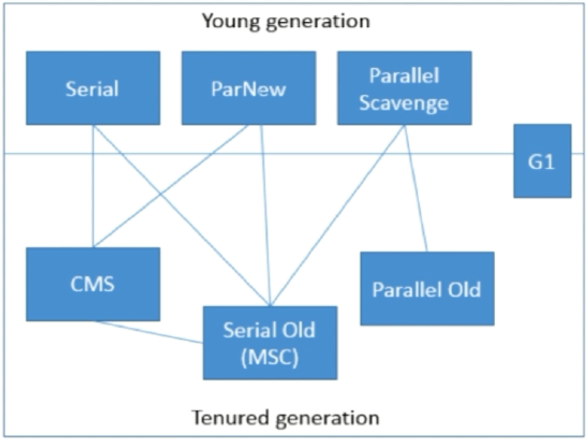 Young generation
Serial
ParNew
Parallel
Scavenge
G1
CMS
Parallel Old
Serial Old
(MSC)
Tenured generation